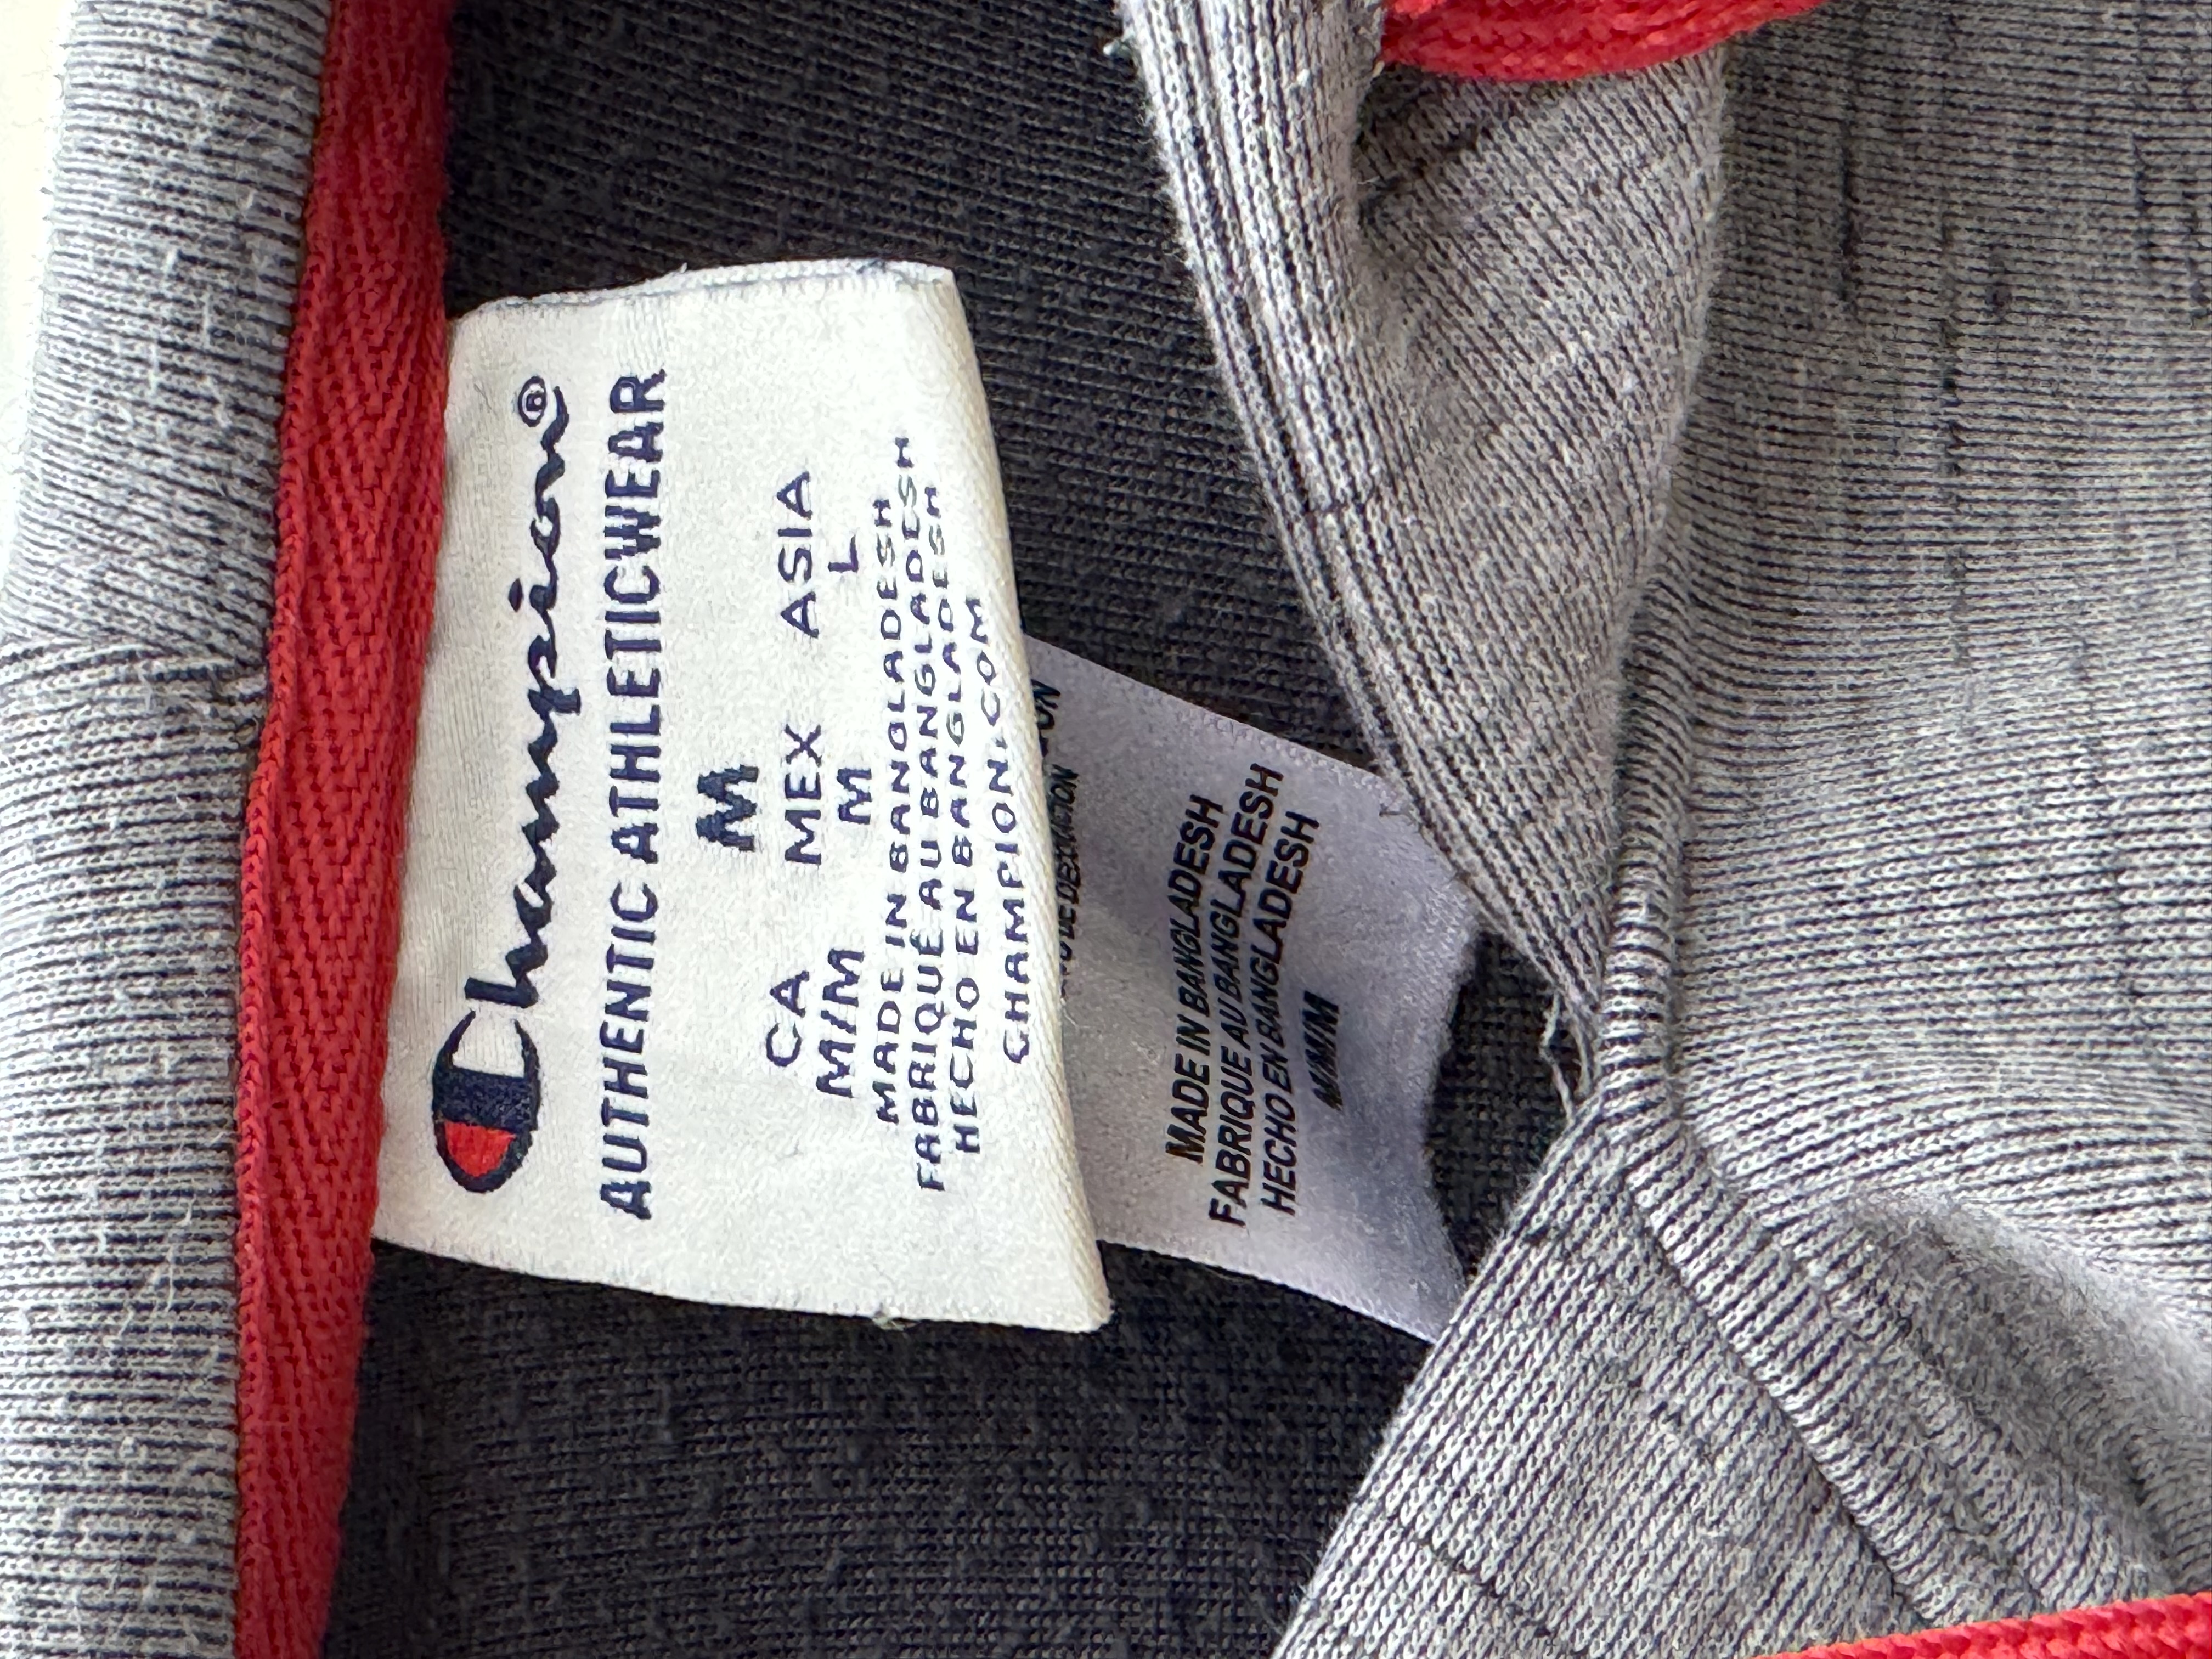 Champion®
AUTHENTIC ATHLETICWEAR
M
CA MEX ASIA
M/M M L
MADE IN BANGLADESH
FABRIQUÉ AU BANGLADESH
HECHO EN BANGLADESH
CHAMPION.COM
MADE IN BANGLADESH
FABRIQUE AU BANGLADESH
HECHO EN BANGLADESH
M/M/M